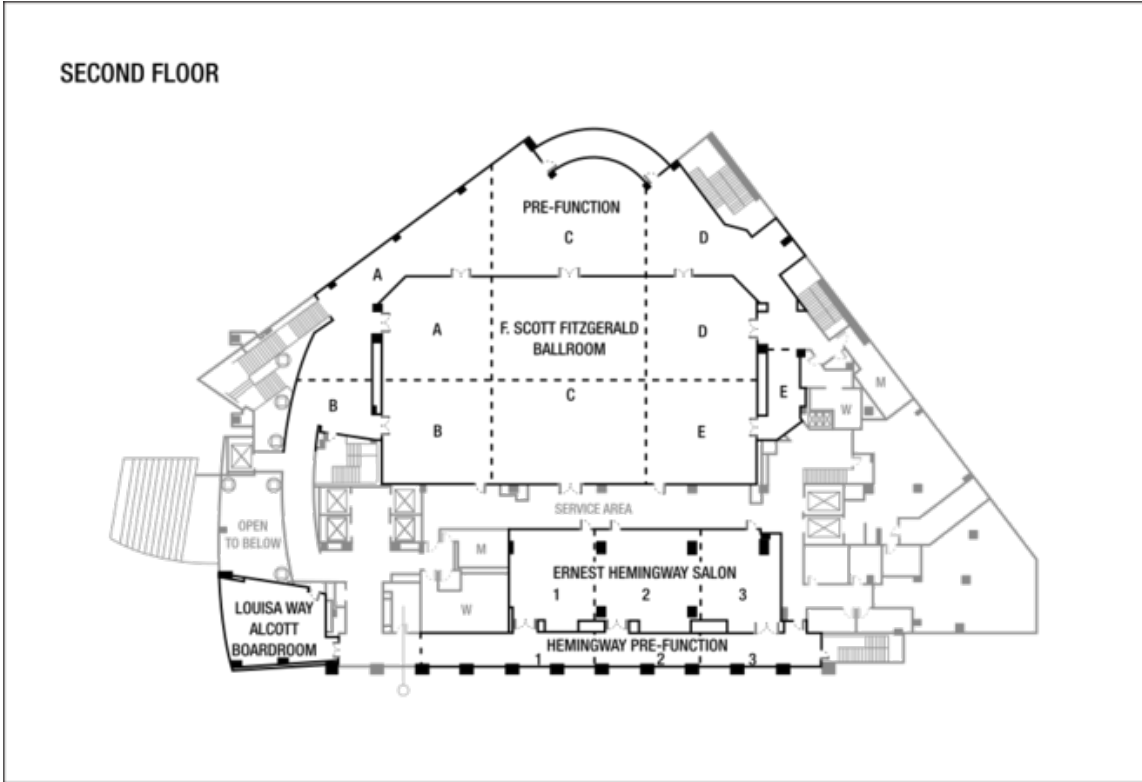 SECOND FLOOR
PRE-FUNCTION
C
D
A
A
F. SCOTT FITZGERALD
BALLROOM
D
M
C
E
W
B
B
E
SERVICE AREA
OPEN
TO BELOW
M
ERNEST HEMINGWAY SALON
1
2
3
W
LOUISA WAY
ALCOTT
BOARDROOM
HEMINGWAY PRE-FUNCTION
1
2
3